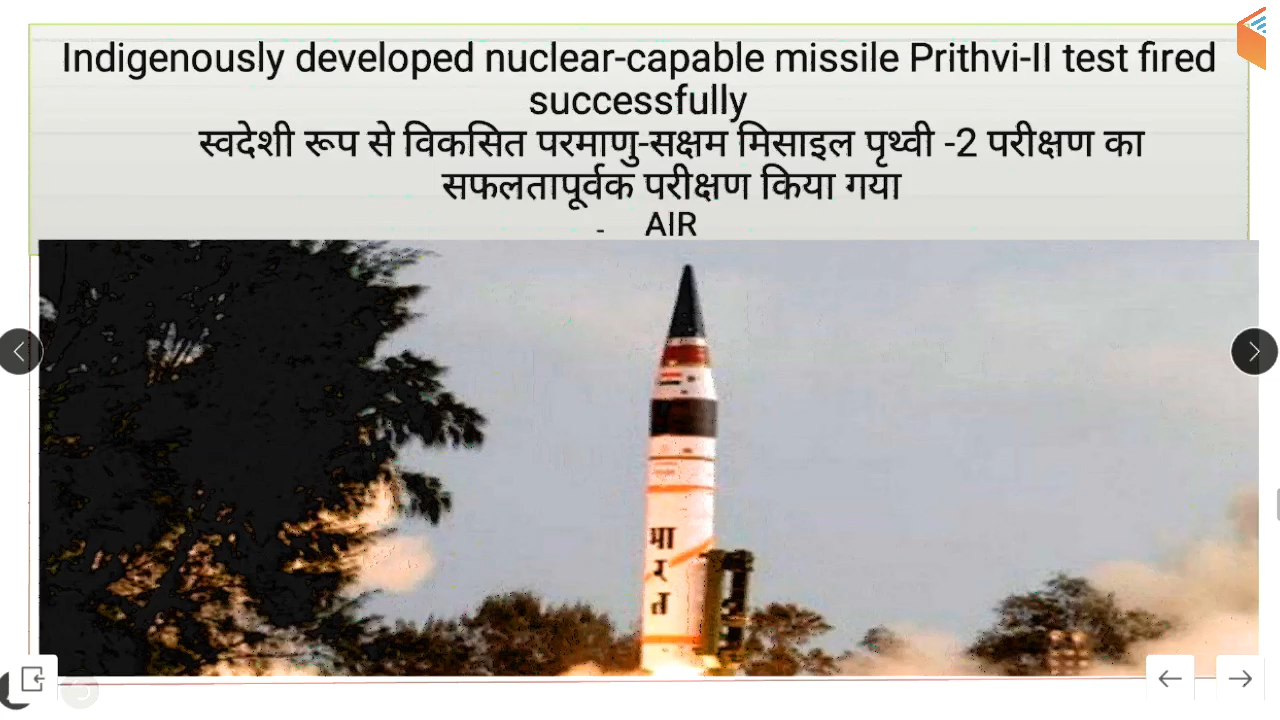 Indigenously developed nuclear-capable missile Prithvi-II test fired
successfully
स्वदेशी रूप से विकसित परमाणु-सक्षम मिसाइल पृथ्वी -2 परीक्षण का
सफलतापूर्वक परीक्षण किया गया
- AIR
भा
र
त